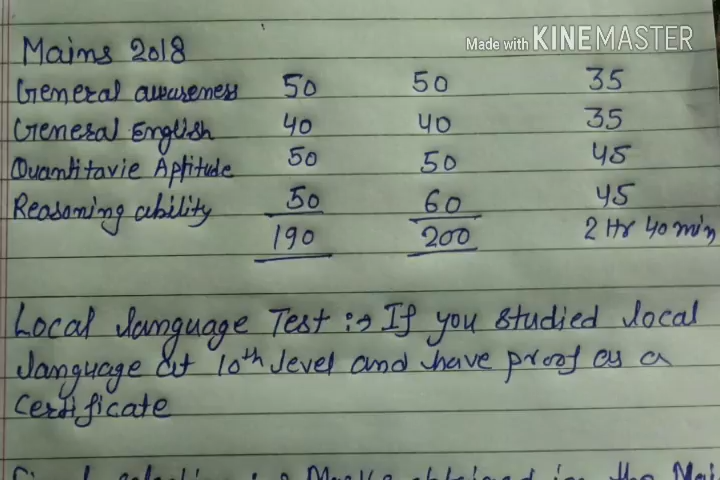 Made with KINEMASTER
Mains 2018
General awareness 50 50 35
General English 40 40 35
Quantitavie Aptitude 50 50 45
Reasoning ability 50 60 45
190 200 2 Hr 40 min
Local language Test :→ If you studied local
language at 10th level and have proof as a
Certificate